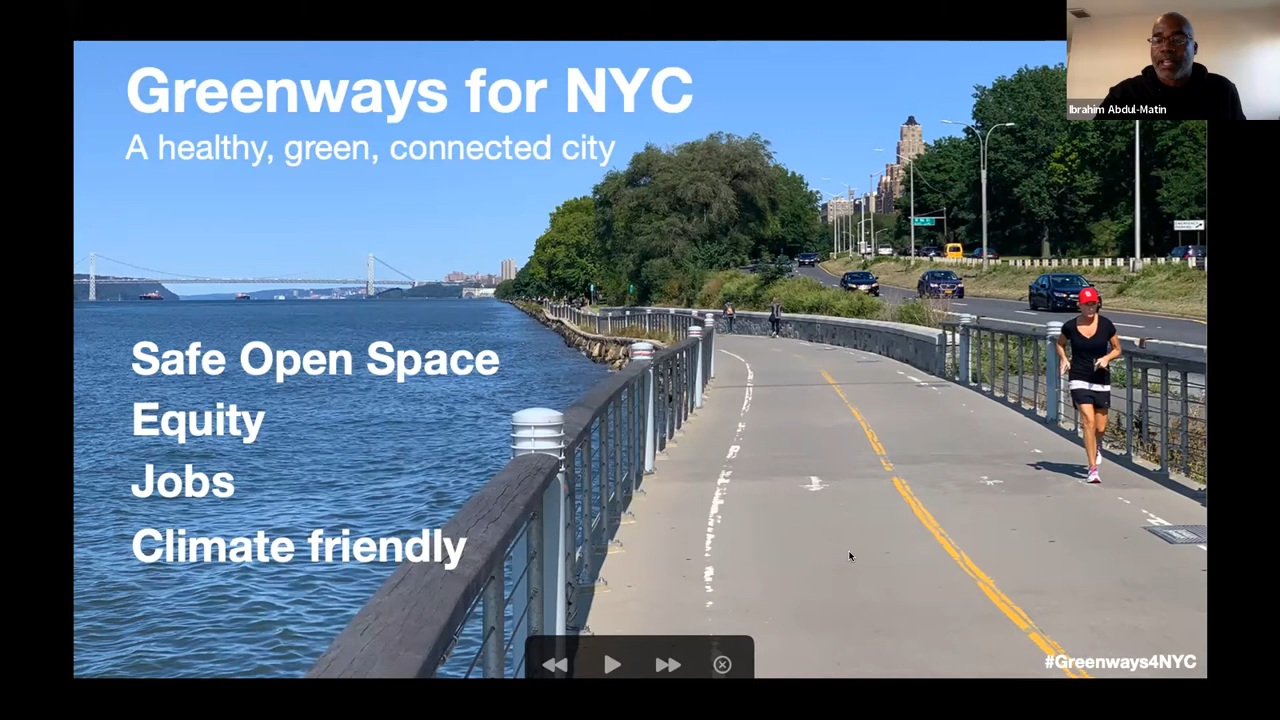 Greenways for NYC
A healthy, green, connected city
Ibrahim Abdul-Matin
Safe Open Space
Equity
Jobs
Climate friendly
#Greenways4NYC